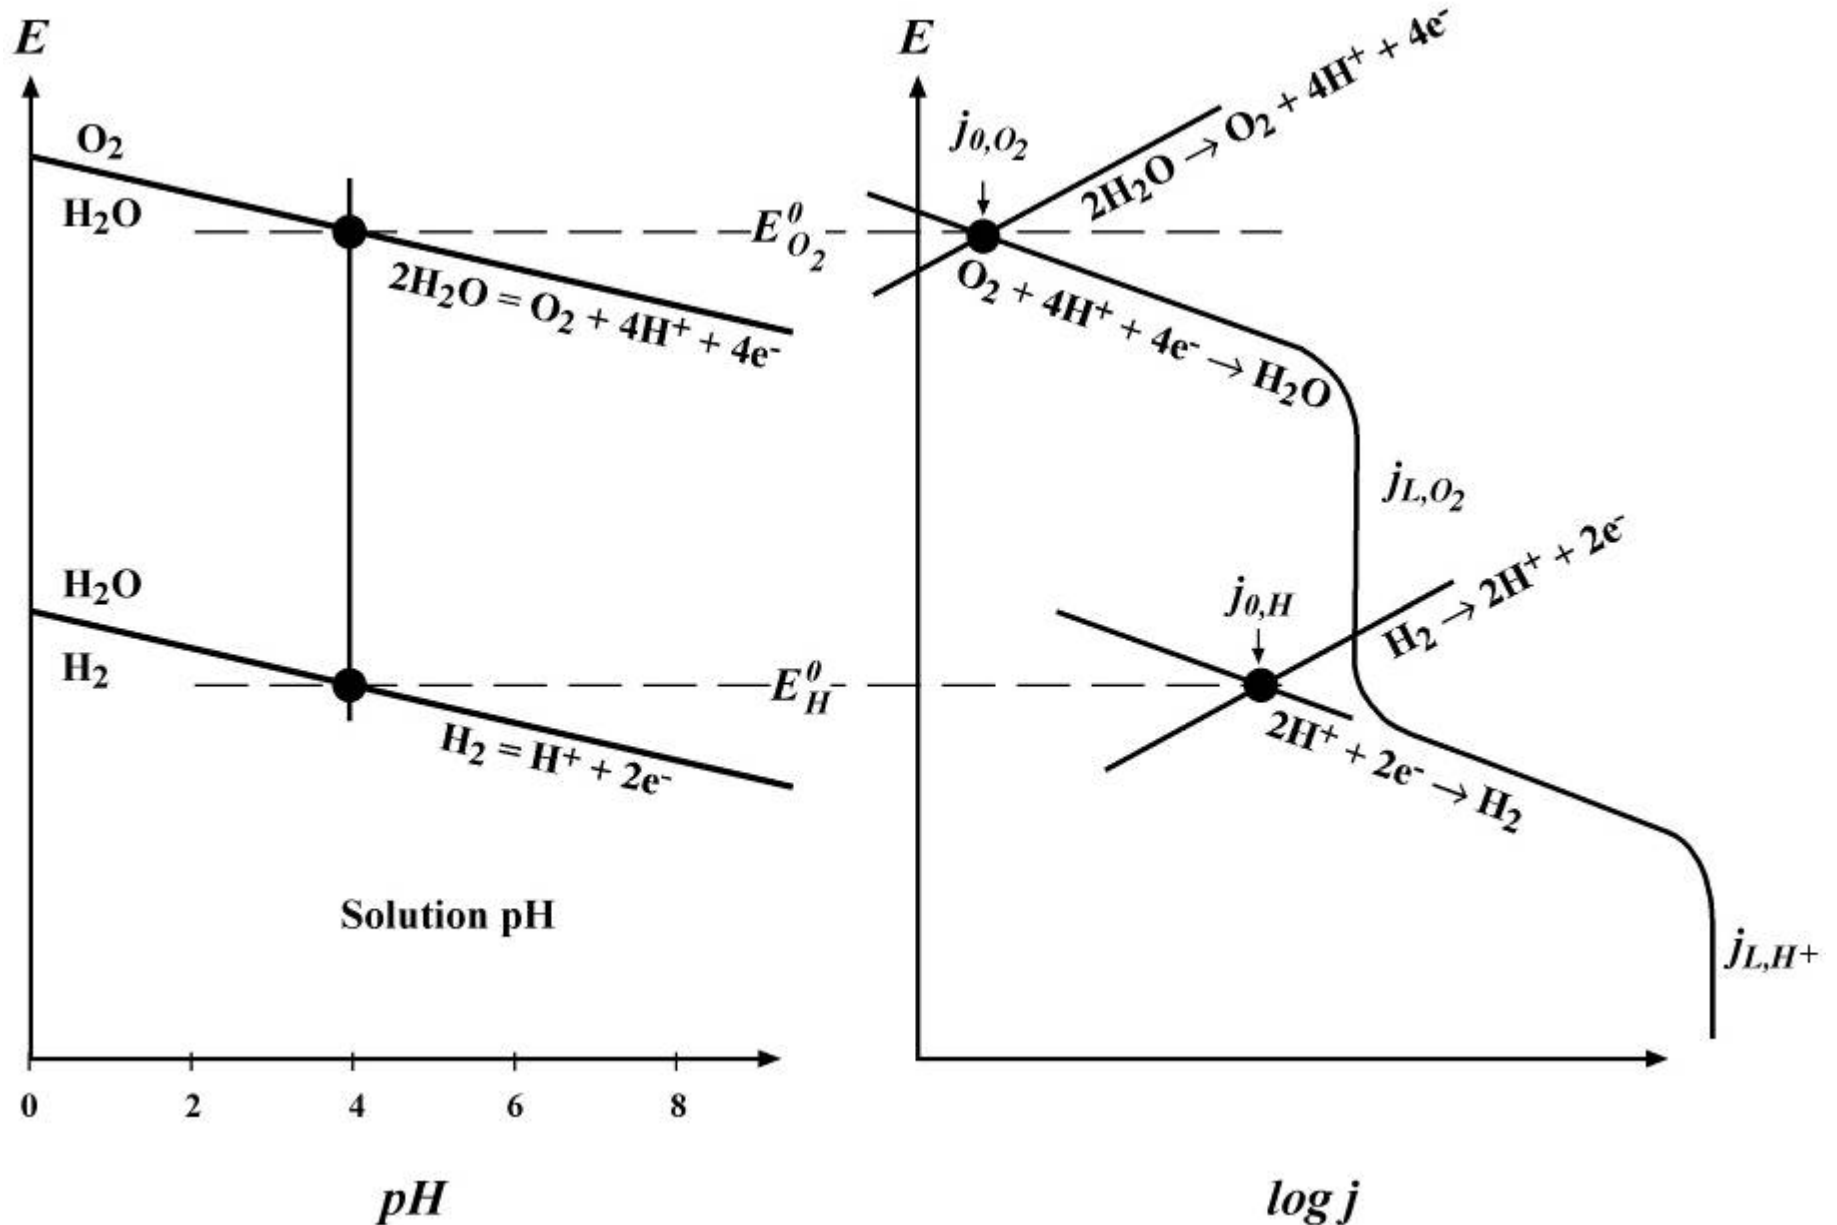 E
O₂
H₂O
2H₂O = O₂ + 4H⁺ + 4e⁻
H₂O
H₂
H₂ = H⁺ + 2e⁻
Solution pH
0 2 4 6 8
pH
E⁰O₂
E⁰H
E
j₀,O₂
2H₂O → O₂ + 4H⁺ + 4e⁻
O₂ + 4H⁺ + 4e⁻ → H₂O
jL,O₂
j₀,H
H₂ → 2H⁺ + 2e⁻
2H⁺ + 2e⁻ → H₂
jL,H+
log j